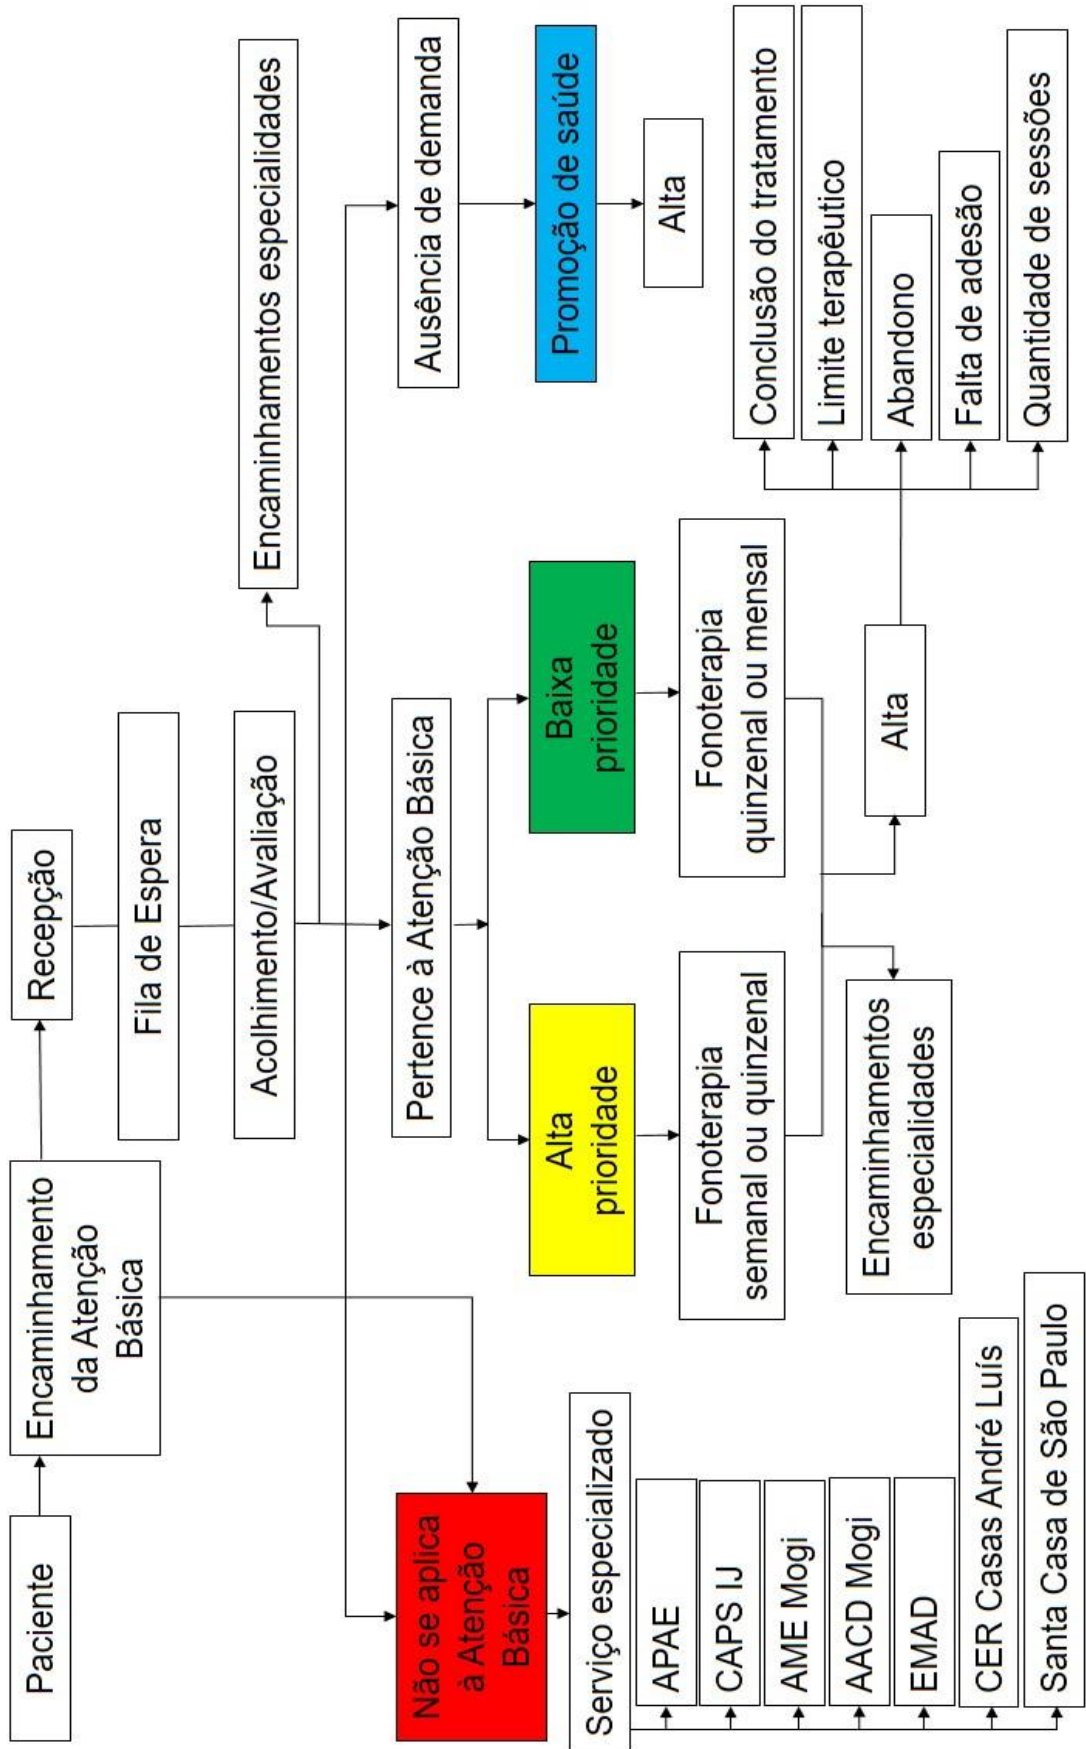 Paciente
Encaminhamento
da Atenção
Básica
Recepção
Fila de Espera
Acolhimento/Avaliação
Encaminhamentos especialidades
Não se aplica
à Atenção
Básica
Pertence à Atenção Básica
Ausência de demanda
Alta
prioridade
Baixa
prioridade
Promoção de saúde
Serviço especializado
Fonoterapia
semanal ou quinzenal
Fonoterapia
quinzenal ou mensal
Alta
APAE
CAPS IJ
AME Mogi
AACD Mogi
EMAD
CER Casas André Luís
Santa Casa de São Paulo
Encaminhamentos
especialidades
Alta
Conclusão do tratamento
Limite terapêutico
Abandono
Falta de adesão
Quantidade de sessões